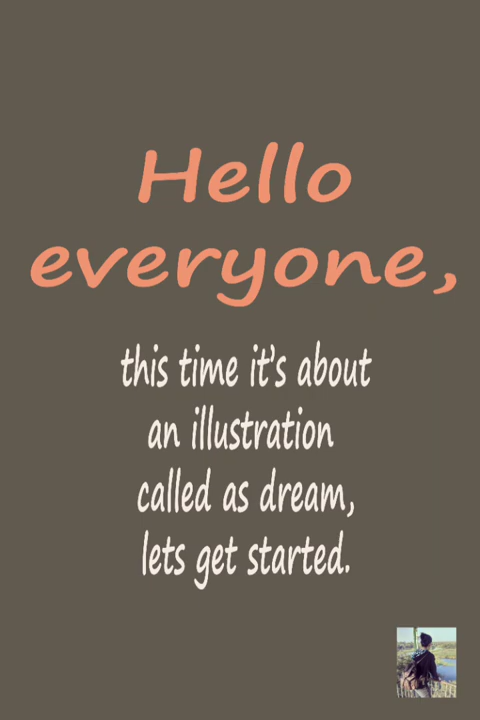 Hello
everyone,
this time it's about
an illustration
called as dream,
lets get started.